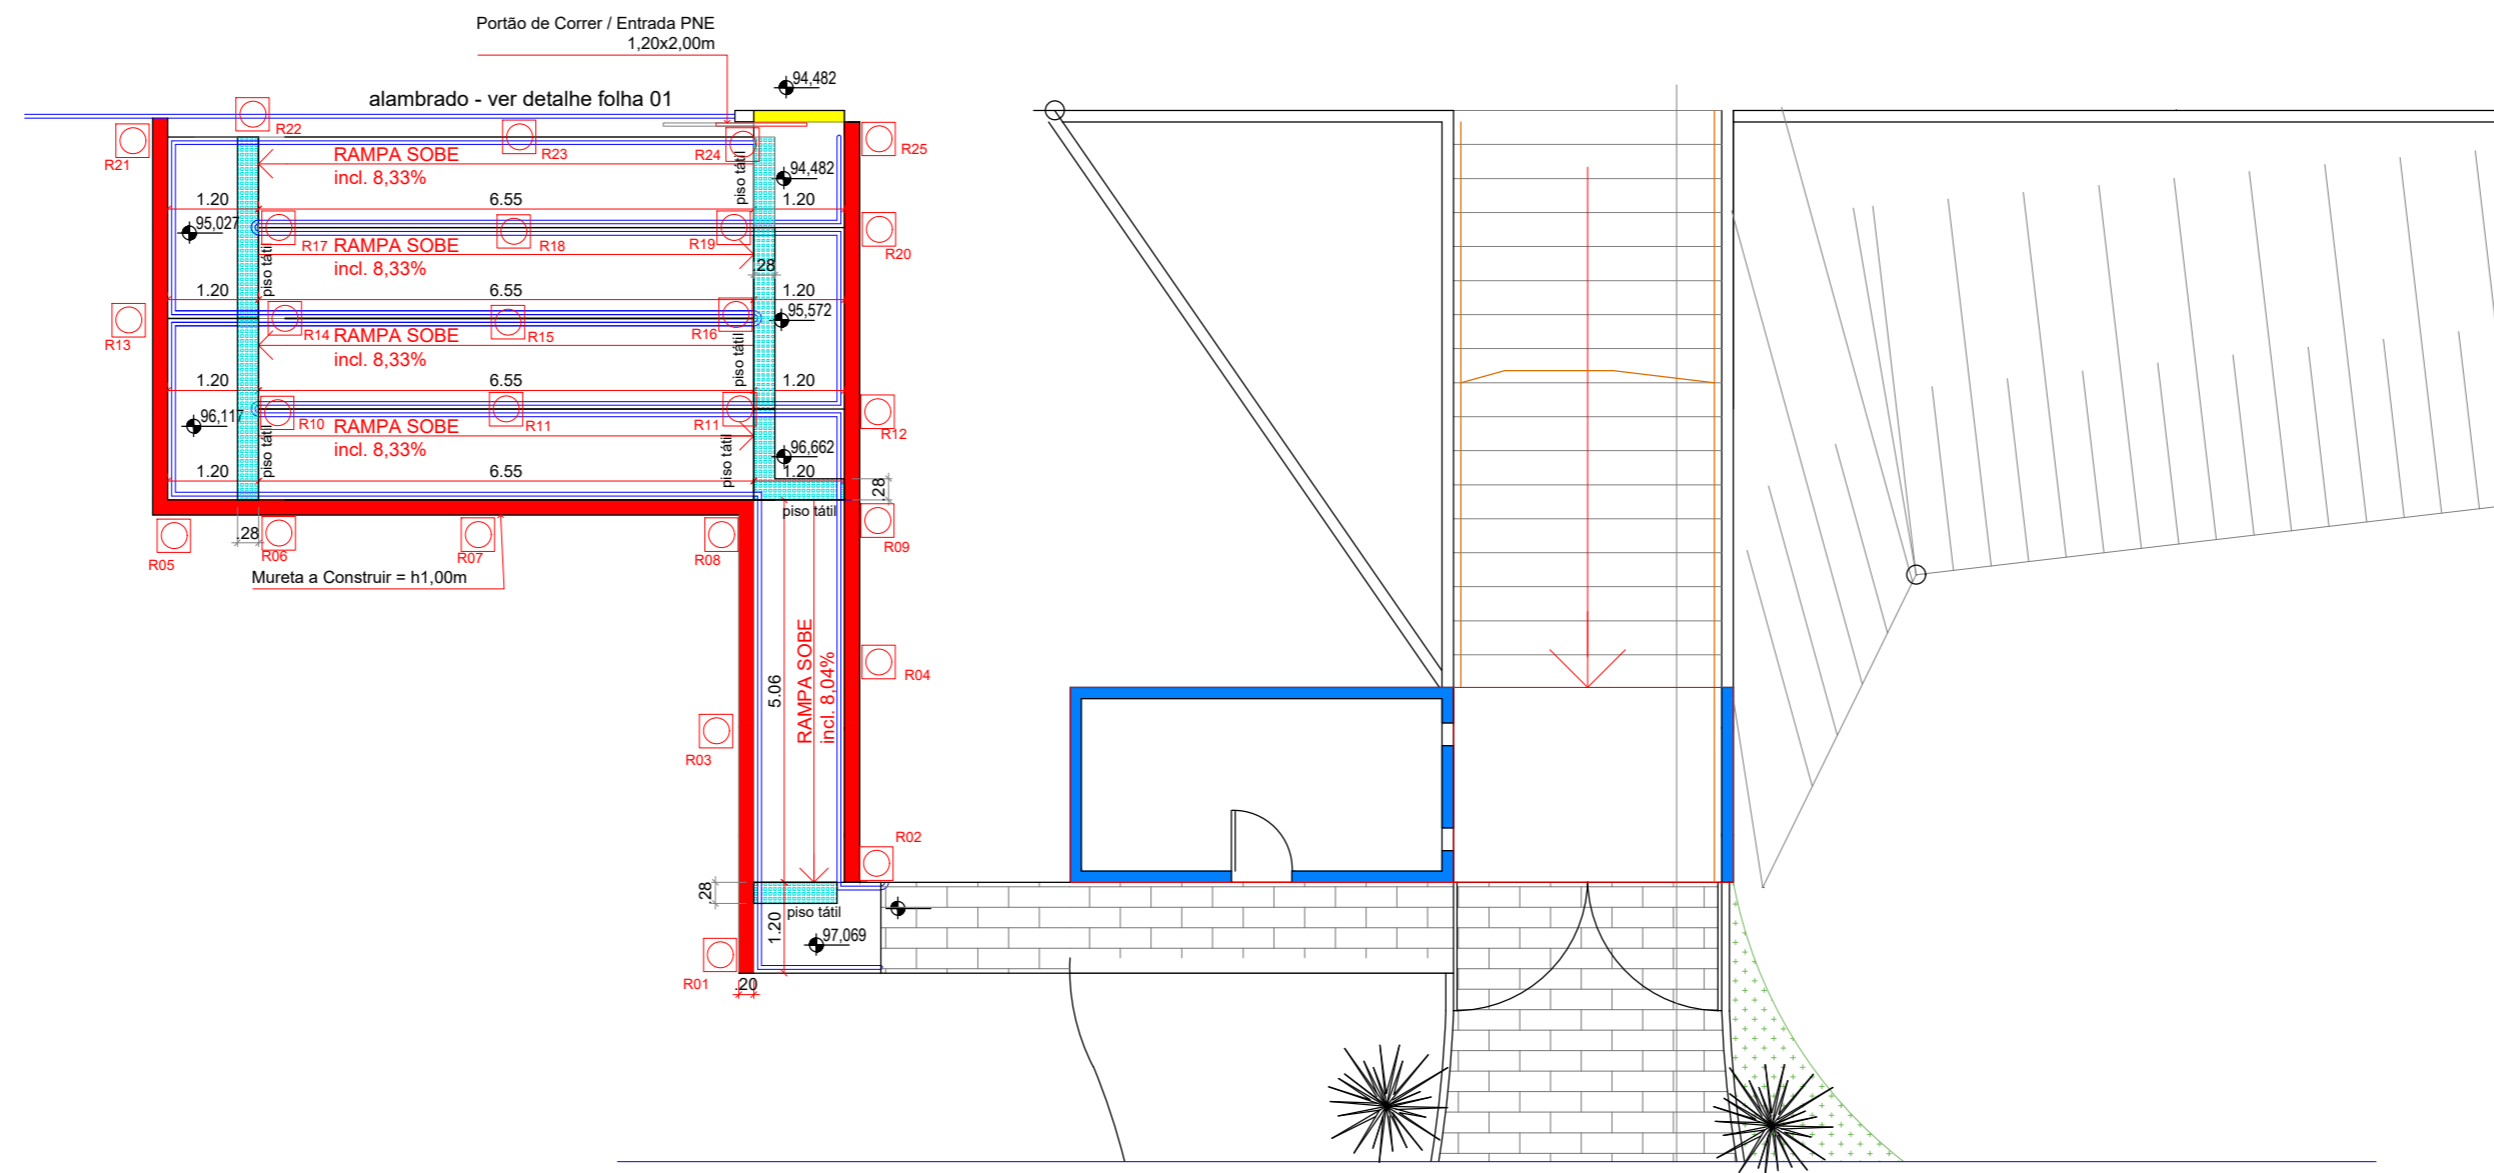 Portão de Correr / Entrada PNE
1,20x2,00m
94,482
alambrado - ver detalhe folha 01
R22
R21
R23
R24
R25
RAMPA SOBE
incl. 8,33%
piso tátil
94,482
1.20
6.55
1.20
95,027
R17
R18
R19
R20
RAMPA SOBE
incl. 8,33%
piso tátil
.28
1.20
6.55
1.20
95,572
R13
R14
R15
R16
RAMPA SOBE
incl. 8,33%
piso tátil
1.20
6.55
1.20
96,117
R10
R11
R11
R12
RAMPA SOBE
incl. 8,33%
piso tátil
piso tátil
96,662
1.20
6.55
1.20
.28
piso tátil
.28
R05
R06
R07
R08
R09
Mureta a Construir = h1,00m
5.06
RAMPA SOBE
incl. 8,04%
R04
R03
R02
.28
piso tátil
1.20
97,069
R01
.20